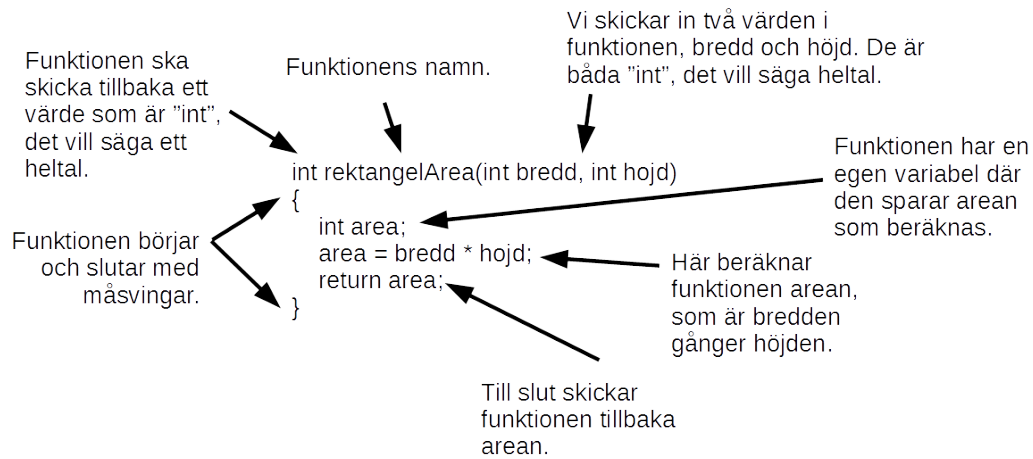 Vi skickar in två värden i
funktionen, bredd och höjd. De är
båda ”int”, det vill säga heltal.
Funktionen ska
skicka tillbaka ett
värde som är ”int”,
det vill säga ett
heltal.
Funktionens namn.
Funktionen har en
egen variabel där
den sparar arean
som beräknas.
int rektangelArea(int bredd, int hojd)
{
int area;
area = bredd * hojd;
return area;
}
Funktionen börjar
och slutar med
måsvingar.
Här beräknar
funktionen arean,
som är bredden
gånger höjden.
Till slut skickar
funktionen tillbaka
arean.